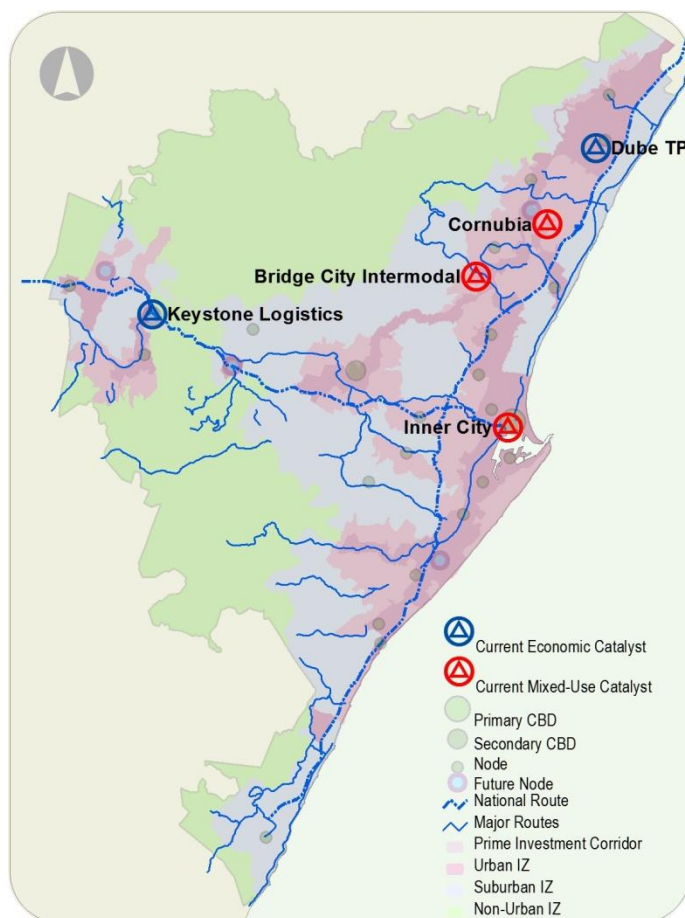 Dube TP
Cornubia
Bridge City Intermodal
Keystone Logistics
Inner City
Current Economic Catalyst
Current Mixed-Use Catalyst
Primary CBD
Secondary CBD
Node
Future Node
National Route
Major Routes
Prime Investment Corridor
Urban IZ
Suburban IZ
Non-Urban IZ